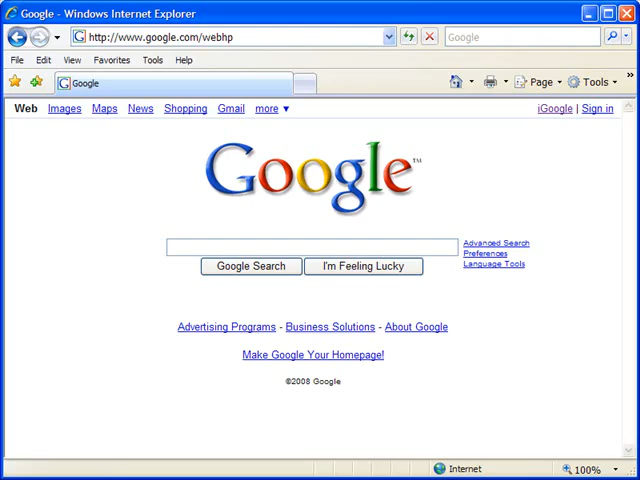 Google - Windows Internet Explorer
http://www.google.com/webhp
Google
File Edit View Favorites Tools Help
Google
Page Tools
Web Images Maps News Shopping Gmail more ▼
iGoogle | Sign in
Google™
Advanced Search
Preferences
Language Tools
Google Search
I'm Feeling Lucky
Advertising Programs - Business Solutions - About Google
Make Google Your Homepage!
©2008 Google
Internet
100%